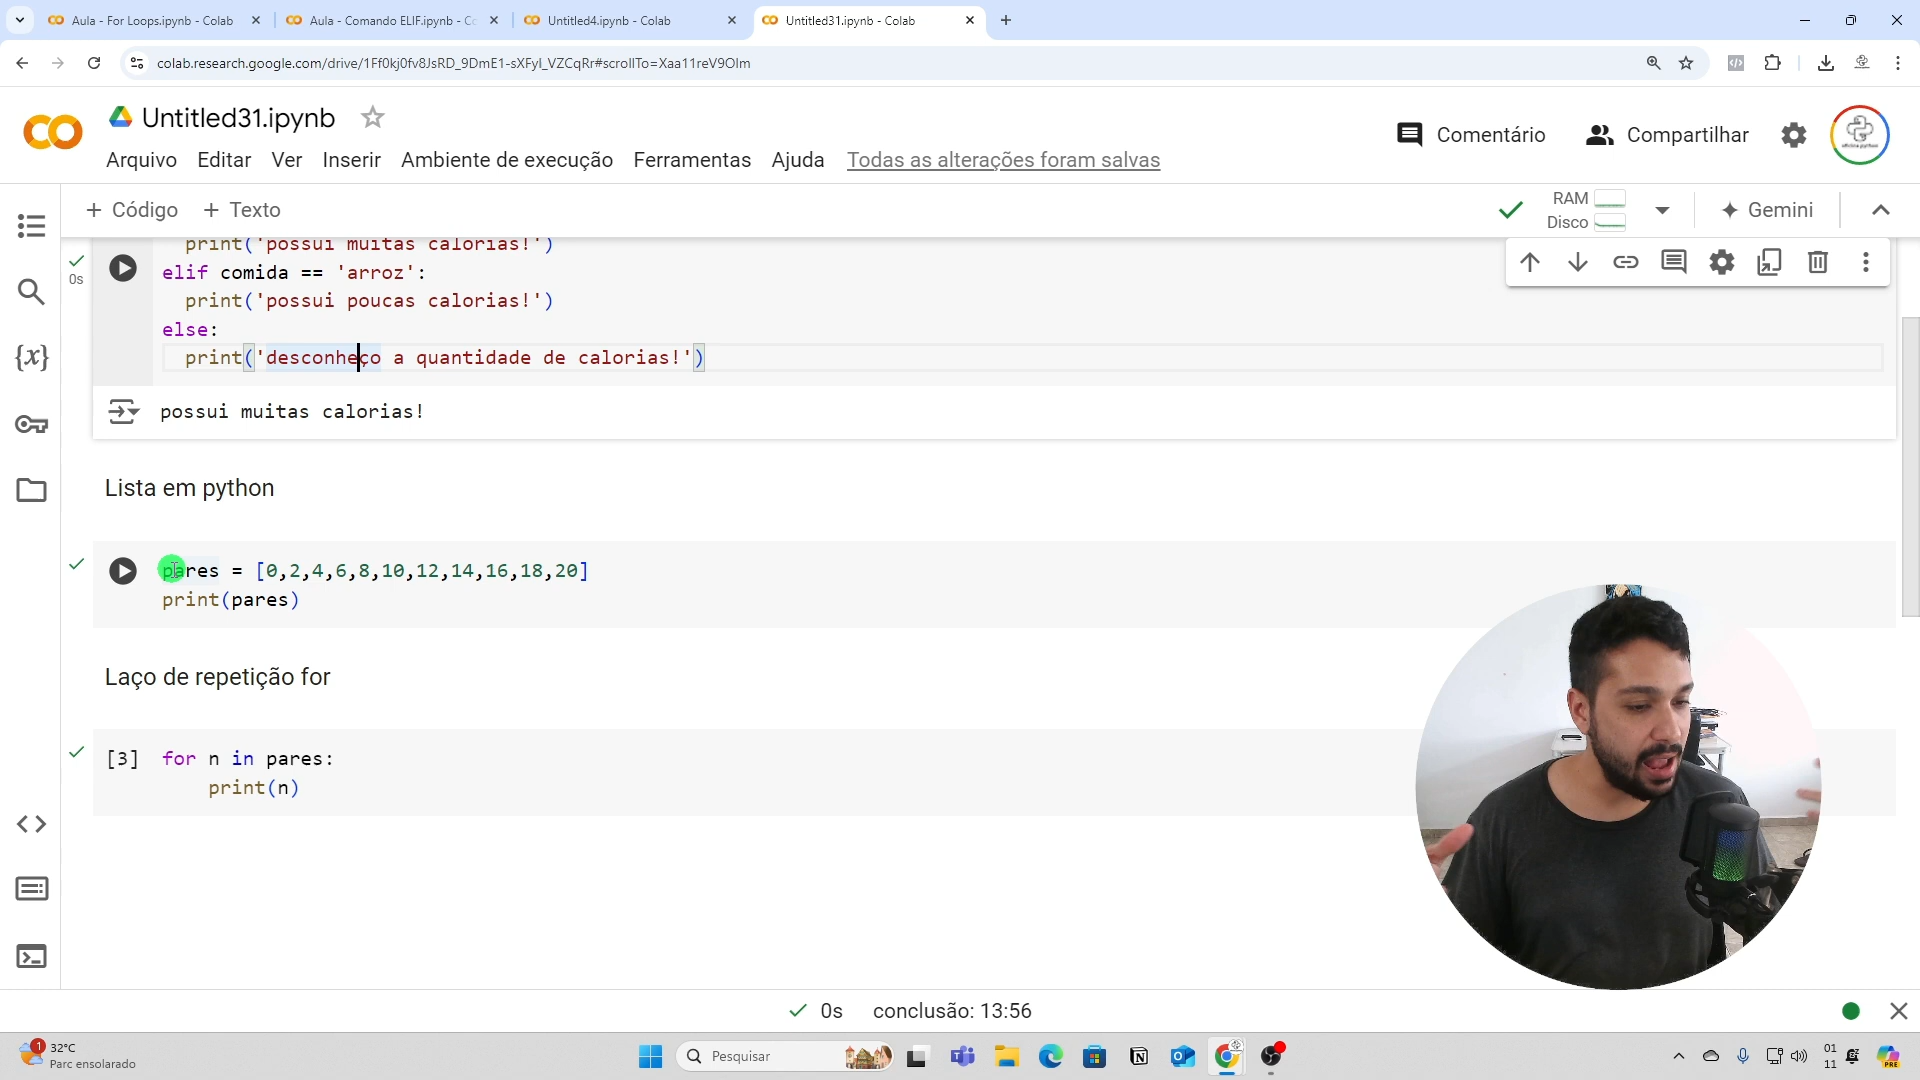 Aula - For Loops.ipynb - Colab
Aula - Comando ELIF.ipynb - Co
Untitled4.ipynb - Colab
Untitled31.ipynb - Colab
colab.research.google.com/drive/1Ff0kj0fv8JsRD_9DmE1-sXFyI_VZCqRr#scrollTo=Xaa11reV9OIm
Untitled31.ipynb
Comentário
Compartilhar
Arquivo Editar Ver Inserir Ambiente de execução Ferramentas Ajuda Todas as alterações foram salvas
+ Código + Texto
RAM
Disco
Gemini
print('possui muitas calorias!')
0s
elif comida == 'arroz':
print('possui poucas calorias!')
else:
print('desconheço a quantidade de calorias!')
possui muitas calorias!
Lista em python
pares = [0,2,4,6,8,10,12,14,16,18,20]
print(pares)
Laço de repetição for
[3] for n in pares:
print(n)
0s conclusão: 13:56
1
32°C
Parc ensolarado
Pesquisar
01
11
PRE